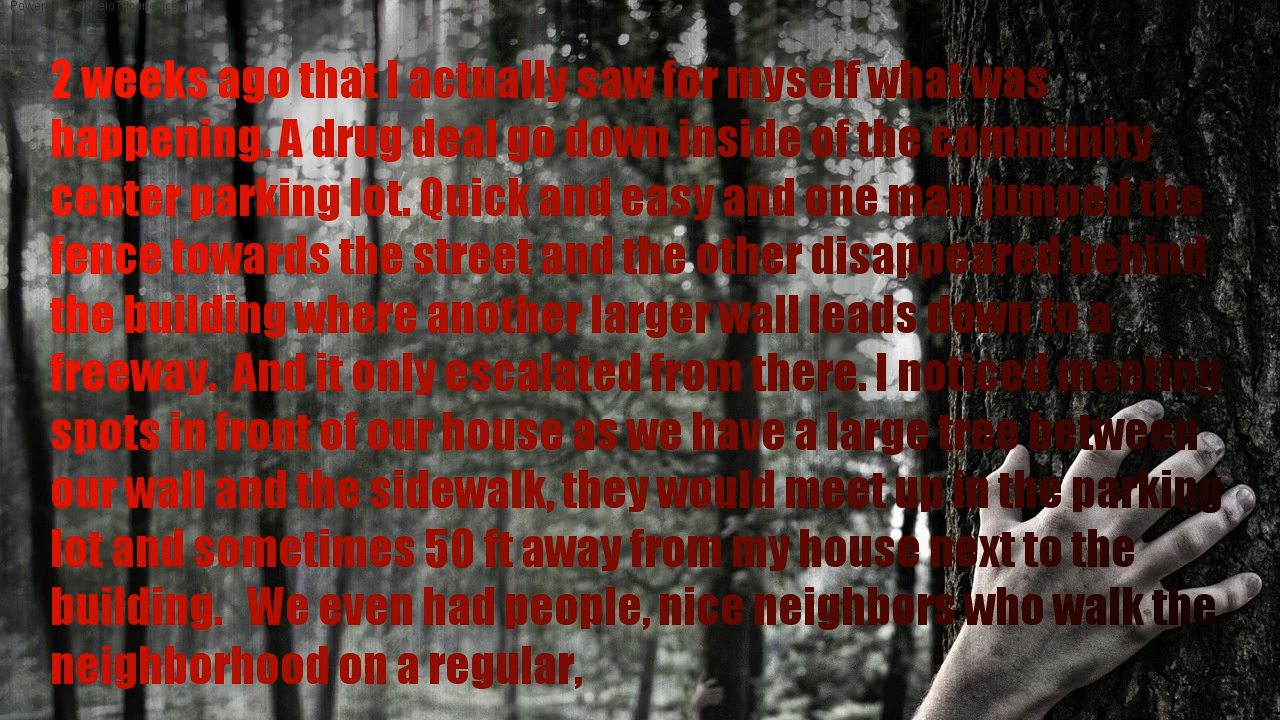 2 weeks ago that I actually saw for myself what was
happening. A drug deal go down inside of the community
center parking lot. Quick and easy and one man jumped the
fence towards the street and the other disappeared behind
the building where another larger wall leads down to a
freeway.  And it only escalated from there. I noticed meeting
spots in front of our house as we have a large tree between
our wall and the sidewalk, they would meet up in the parking
lot and sometimes 50 ft away from my house next to the
building.   We even had people, nice neighbors who walk the
neighborhood on a regular,